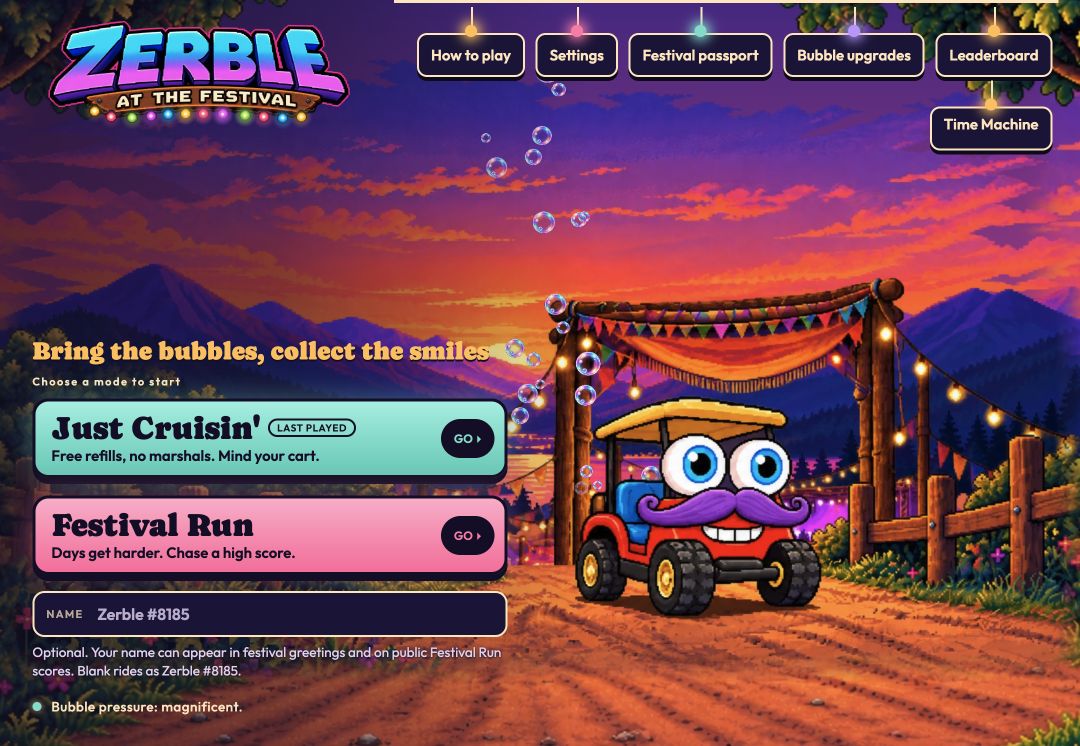 ZERBLE
AT THE FESTIVAL
How to play
Settings
Festival passport
Bubble upgrades
Leaderboard
Time Machine
Bring the bubbles, collect the smiles
Choose a mode to start
Just Cruisin' LAST PLAYED
Free refills, no marshals. Mind your cart.
GO
Festival Run
Days get harder. Chase a high score.
GO
NAME Zerble #8185
Optional. Your name can appear in festival greetings and on public Festival Run
scores. Blank rides as Zerble #8185.
Bubble pressure: magnificent.